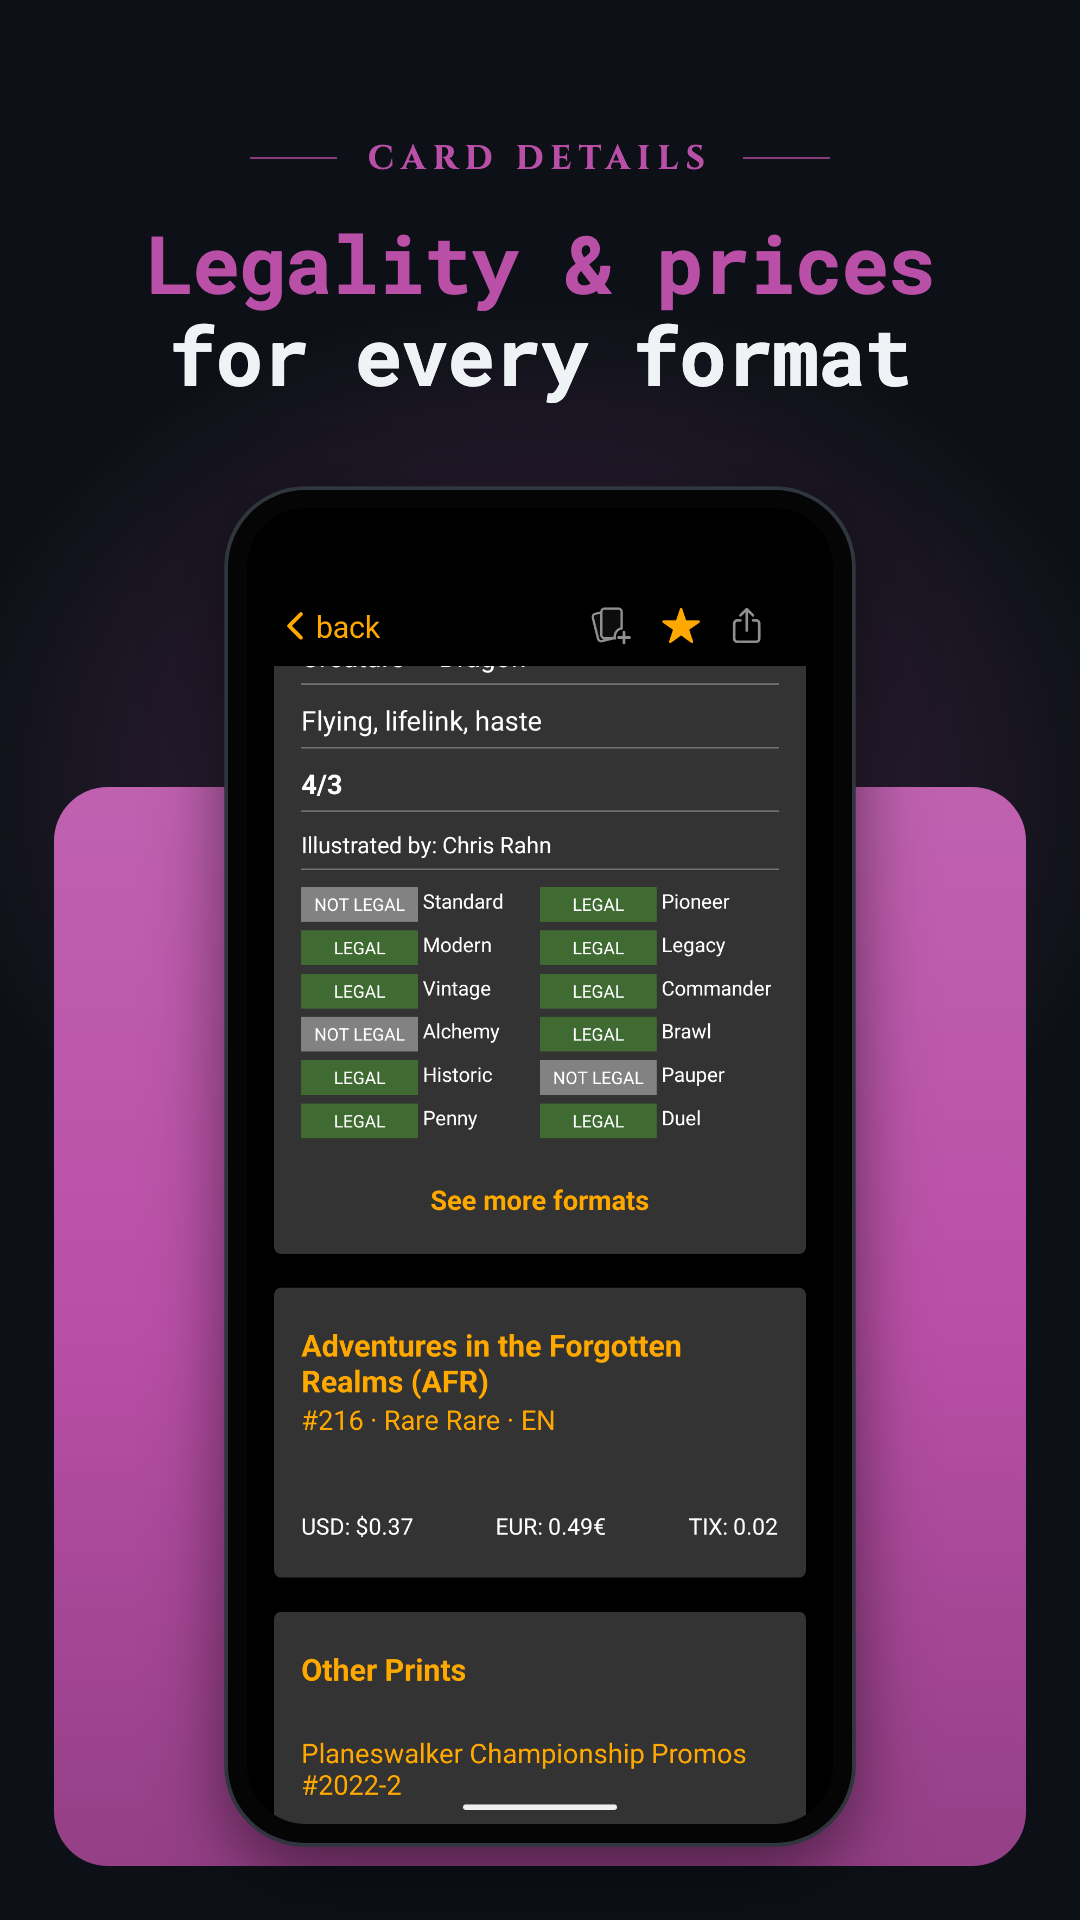 CARD DETAILS
Legality & prices
for every format
back
Creature — Dragon
Flying, lifelink, haste
4/3
Illustrated by: Chris Rahn
NOT LEGAL Standard LEGAL Pioneer
LEGAL Modern LEGAL Legacy
LEGAL Vintage LEGAL Commander
NOT LEGAL Alchemy LEGAL Brawl
LEGAL Historic NOT LEGAL Pauper
LEGAL Penny LEGAL Duel
See more formats
Adventures in the Forgotten
Realms (AFR)
#216 · Rare Rare · EN
USD: $0.37 EUR: 0.49€ TIX: 0.02
Other Prints
Planeswalker Championship Promos
#2022-2